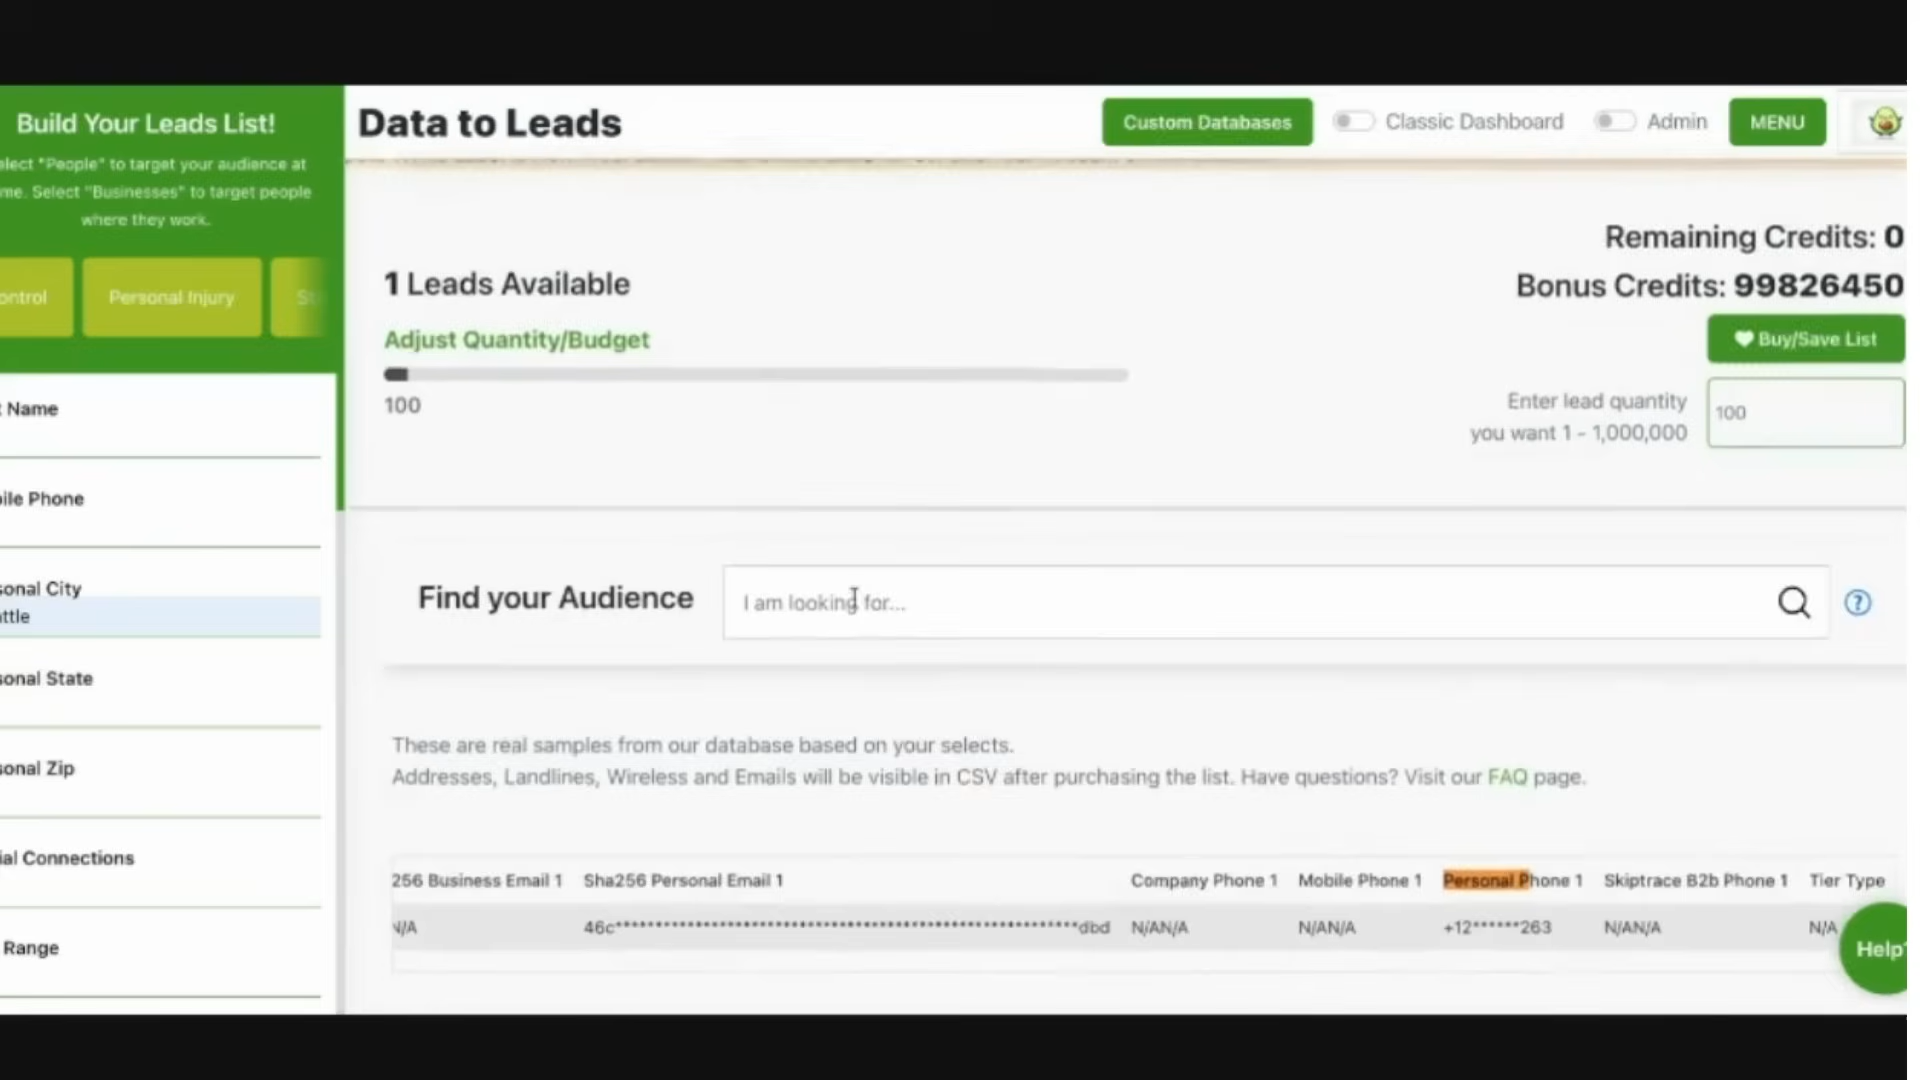 Build Your Leads List!
elect "People" to target your audience at
me. Select "Businesses" to target people
where they work.
ontrol
Personal Injury
Name
ile Phone
sonal City
ttle
sonal State
sonal Zip
ial Connections
Range
Data to Leads
Custom Databases
Classic Dashboard
Admin
MENU
Remaining Credits: 0
Bonus Credits: 99826450
1 Leads Available
Adjust Quantity/Budget
100
Buy/Save List
Enter lead quantity
you want 1 - 1,000,000
100
Find your Audience
I am looking for...
?
These are real samples from our database based on your selects.
Addresses, Landlines, Wireless and Emails will be visible in CSV after purchasing the list. Have questions? Visit our FAQ page.
256 Business Email 1 Sha256 Personal Email 1 Company Phone 1 Mobile Phone 1 Personal Phone 1 Skiptrace B2b Phone 1 Tier Type
N/A 46c**********************************************************dbd N/AN/A N/AN/A +12******263 N/AN/A N/A
Help?